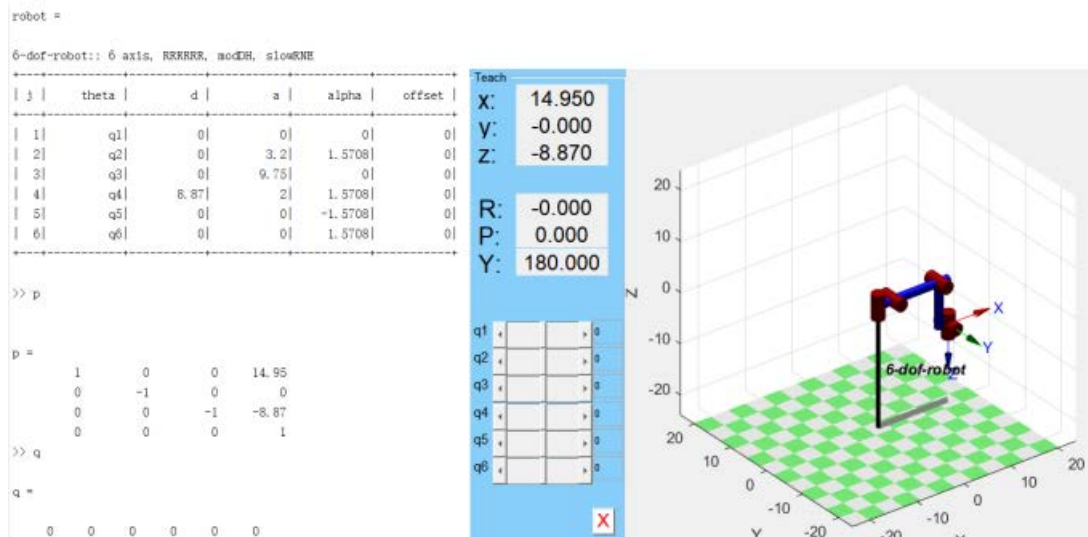 robot =
6-dof-robot:: 6 axis, RRRRRR, modDH, slowRNE
+---+-----------+-----------+-----------+-----------+-----------+
| j | theta | d | a | alpha | offset |
+---+-----------+-----------+-----------+-----------+-----------+
| 1| q1| 0| 0| 0| 0|
| 2| q2| 0| 3.2| 1.5708| 0|
| 3| q3| 0| 9.75| 0| 0|
| 4| q4| 8.87| 2| 1.5708| 0|
| 5| q5| 0| 0| -1.5708| 0|
| 6| q6| 0| 0| 1.5708| 0|
+---+-----------+-----------+-----------+-----------+-----------+
>> p
p =
1 0 0 14.95
0 -1 0 0
0 0 -1 -8.87
0 0 0 1
>> q
q =
0 0 0 0 0 0
Teach
x: 14.950
y: -0.000
z: -8.870
R: -0.000
P: 0.000
Y: 180.000
q1 0
q2 0
q3 0
q4 0
q5 0
q6 0
X
Z
20
10
0
-10
-20
X
Y
Z
6-dof-robot
20
10
0
-10
-20
Y
20
10
0
-10
-20